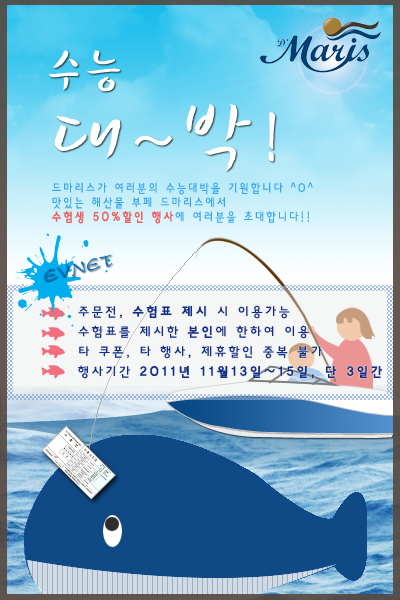 D'Maris
수능
대~박!
드마리스가 여러분의 수능대박을 기원합니다 ^0^
맛있는 해산물 부페 드마리스에서
수험생 50%할인 행사에 여러분을 초대합니다!!
EVNET
주문전, 수험표 제시 시 이용가능
수험표를 제시한 본인에 한하여 이용
타 쿠폰, 타 행사, 제휴할인 중복 불가
행사기간 2011년 11월13일~15일, 단 3일간